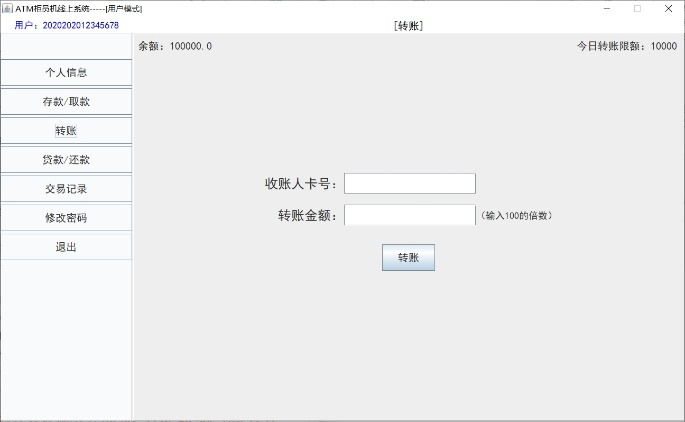 ATM柜员机线上系统-----[用户模式]
用户：2020202012345678
[转账]
余额：100000.0
今日转账限额：10000
个人信息
存款/取款
转账
贷款/还款
交易记录
修改密码
退出
收账人卡号：
转账金额：
（输入100的倍数）
转账